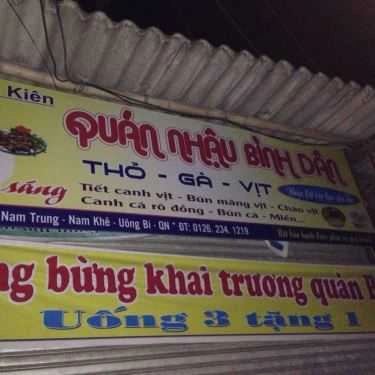 Kiên
QUÁN NHẬU BÌNH DÂN
THỎ - GÀ - VỊT
sáng
Tiết canh vịt - Bún măng vịt - Cháo vịt
Canh cá rô đồng - Bún cá - Miến...
Nam Trung - Nam Khê - Uông Bí - QN * ĐT: 0126. 234. 1219
bừng khai trương quán
Uống 3 tặng 1